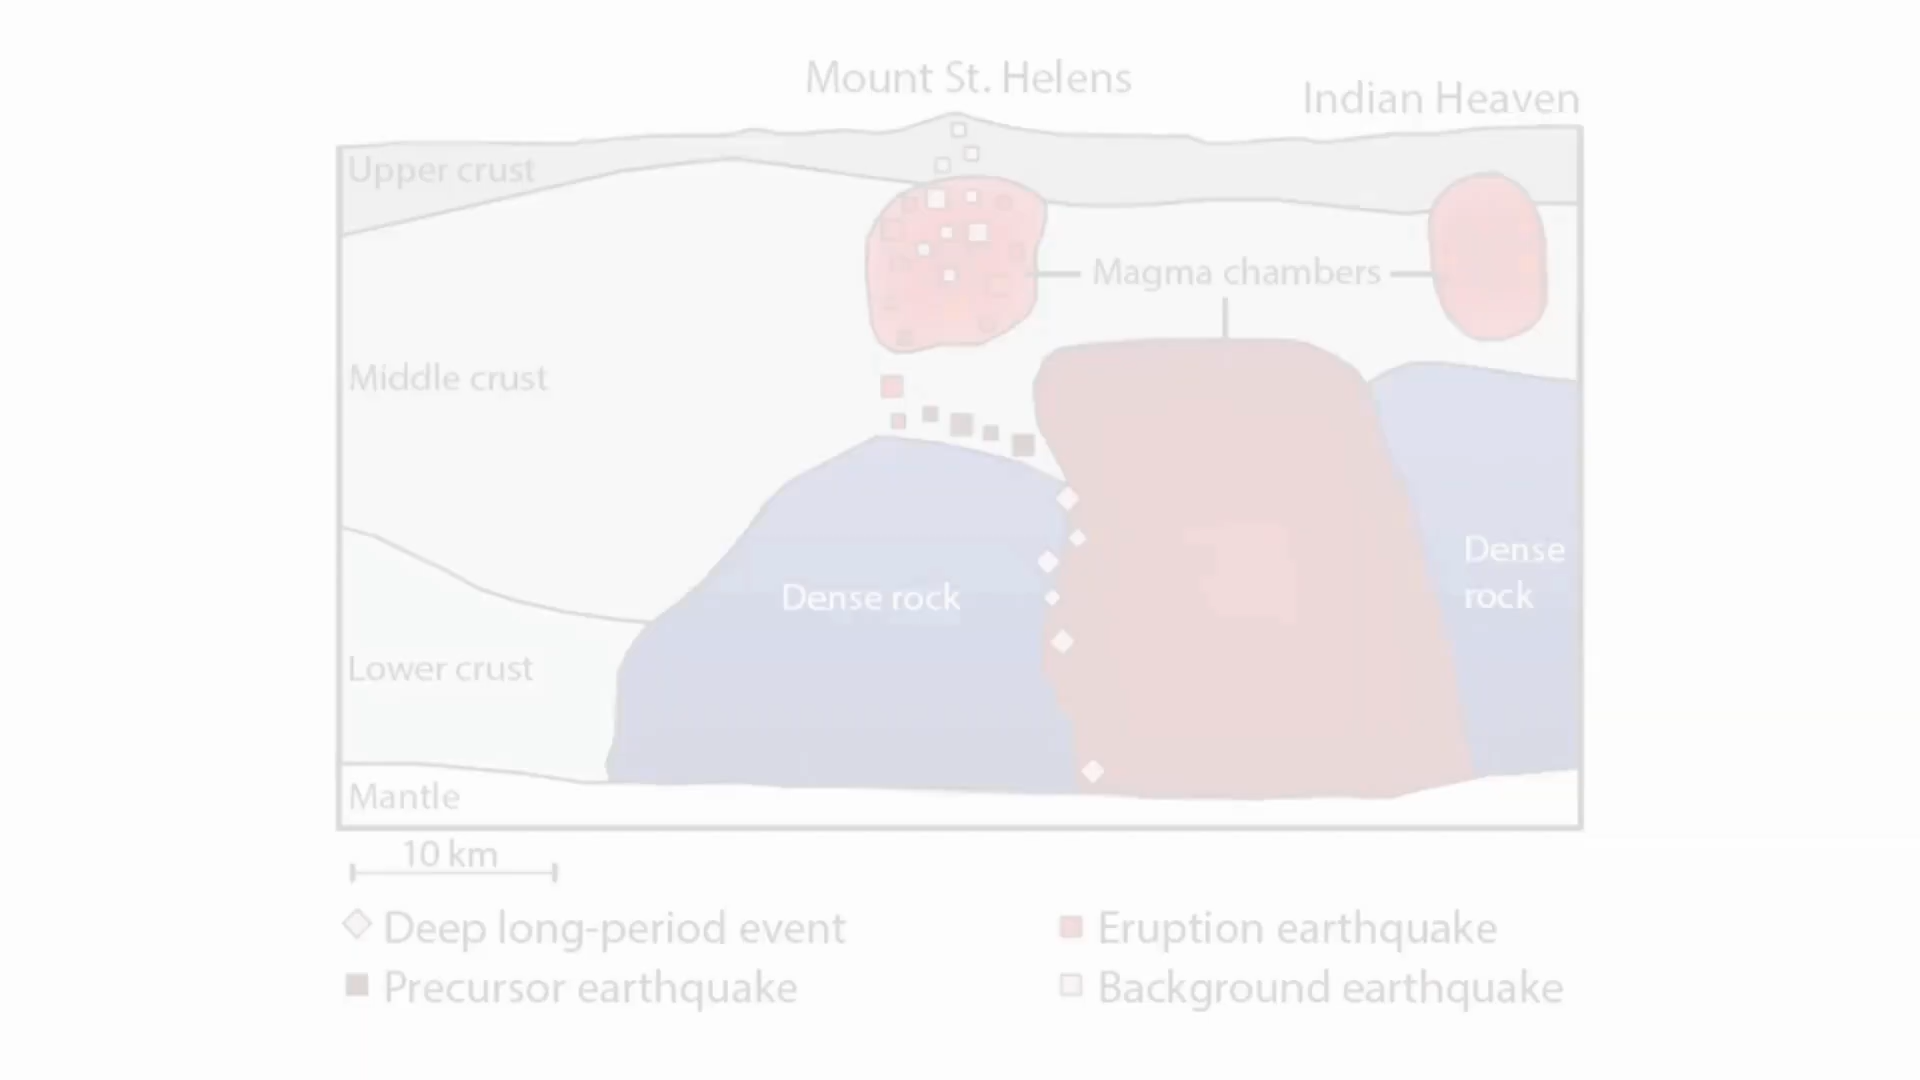 Mount St. Helens
Indian Heaven
Upper crust
Magma chambers
Middle crust
Dense
rock
Dense rock
Lower crust
Mantle
10 km
Deep long-period event
Eruption earthquake
Precursor earthquake
Background earthquake